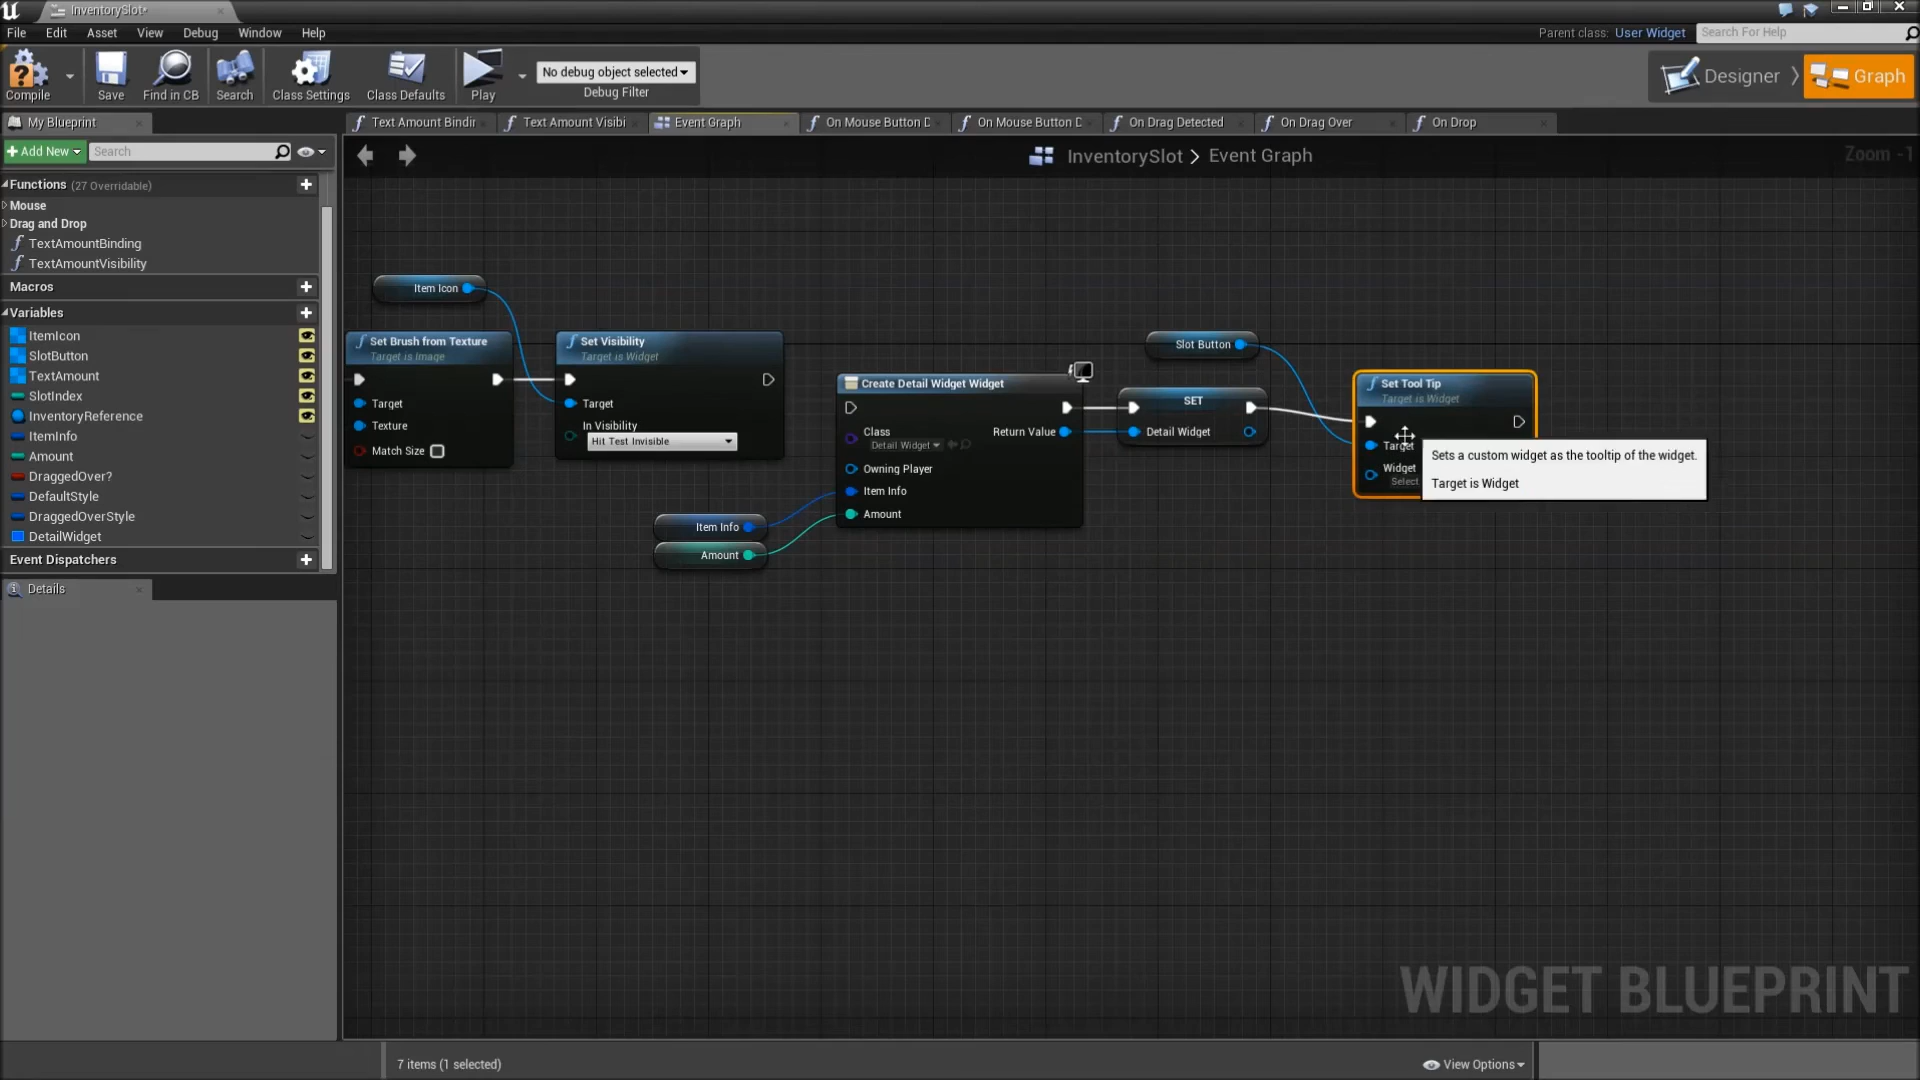 InventorySlot*
File Edit Asset View Debug Window Help
Parent class: User Widget
Search For Help
Compile
Save
Find in CB
Search
Class Settings
Class Defaults
Play
No debug object selected
Debug Filter
Designer
Graph
My Blueprint
Text Amount Bindir
Text Amount Visibi
Event Graph
On Mouse Button D
On Mouse Button D
On Drag Detected
On Drag Over
On Drop
Add New
Search
InventorySlot > Event Graph
Zoom -1
Functions (27 Overridable)
Mouse
Drag and Drop
TextAmountBinding
TextAmountVisibility
Macros
Variables
ItemIcon
SlotButton
TextAmount
SlotIndex
InventoryReference
ItemInfo
Amount
DraggedOver?
DefaultStyle
DraggedOverStyle
DetailWidget
Event Dispatchers
Details
Item Icon
Set Brush from Texture
Target is Image
Target
Texture
Match Size
Set Visibility
Target is Widget
Target
In Visibility
Hit Test Invisible
Create Detail Widget Widget
Class
Detail Widget
Return Value
Owning Player
Item Info
Amount
Item Info
Amount
Slot Button
SET
Detail Widget
Set Tool Tip
Target is Widget
Target
Widget
Select
Sets a custom widget as the tooltip of the widget.
Target is Widget
WIDGET BLUEPRINT
7 items (1 selected)
View Options